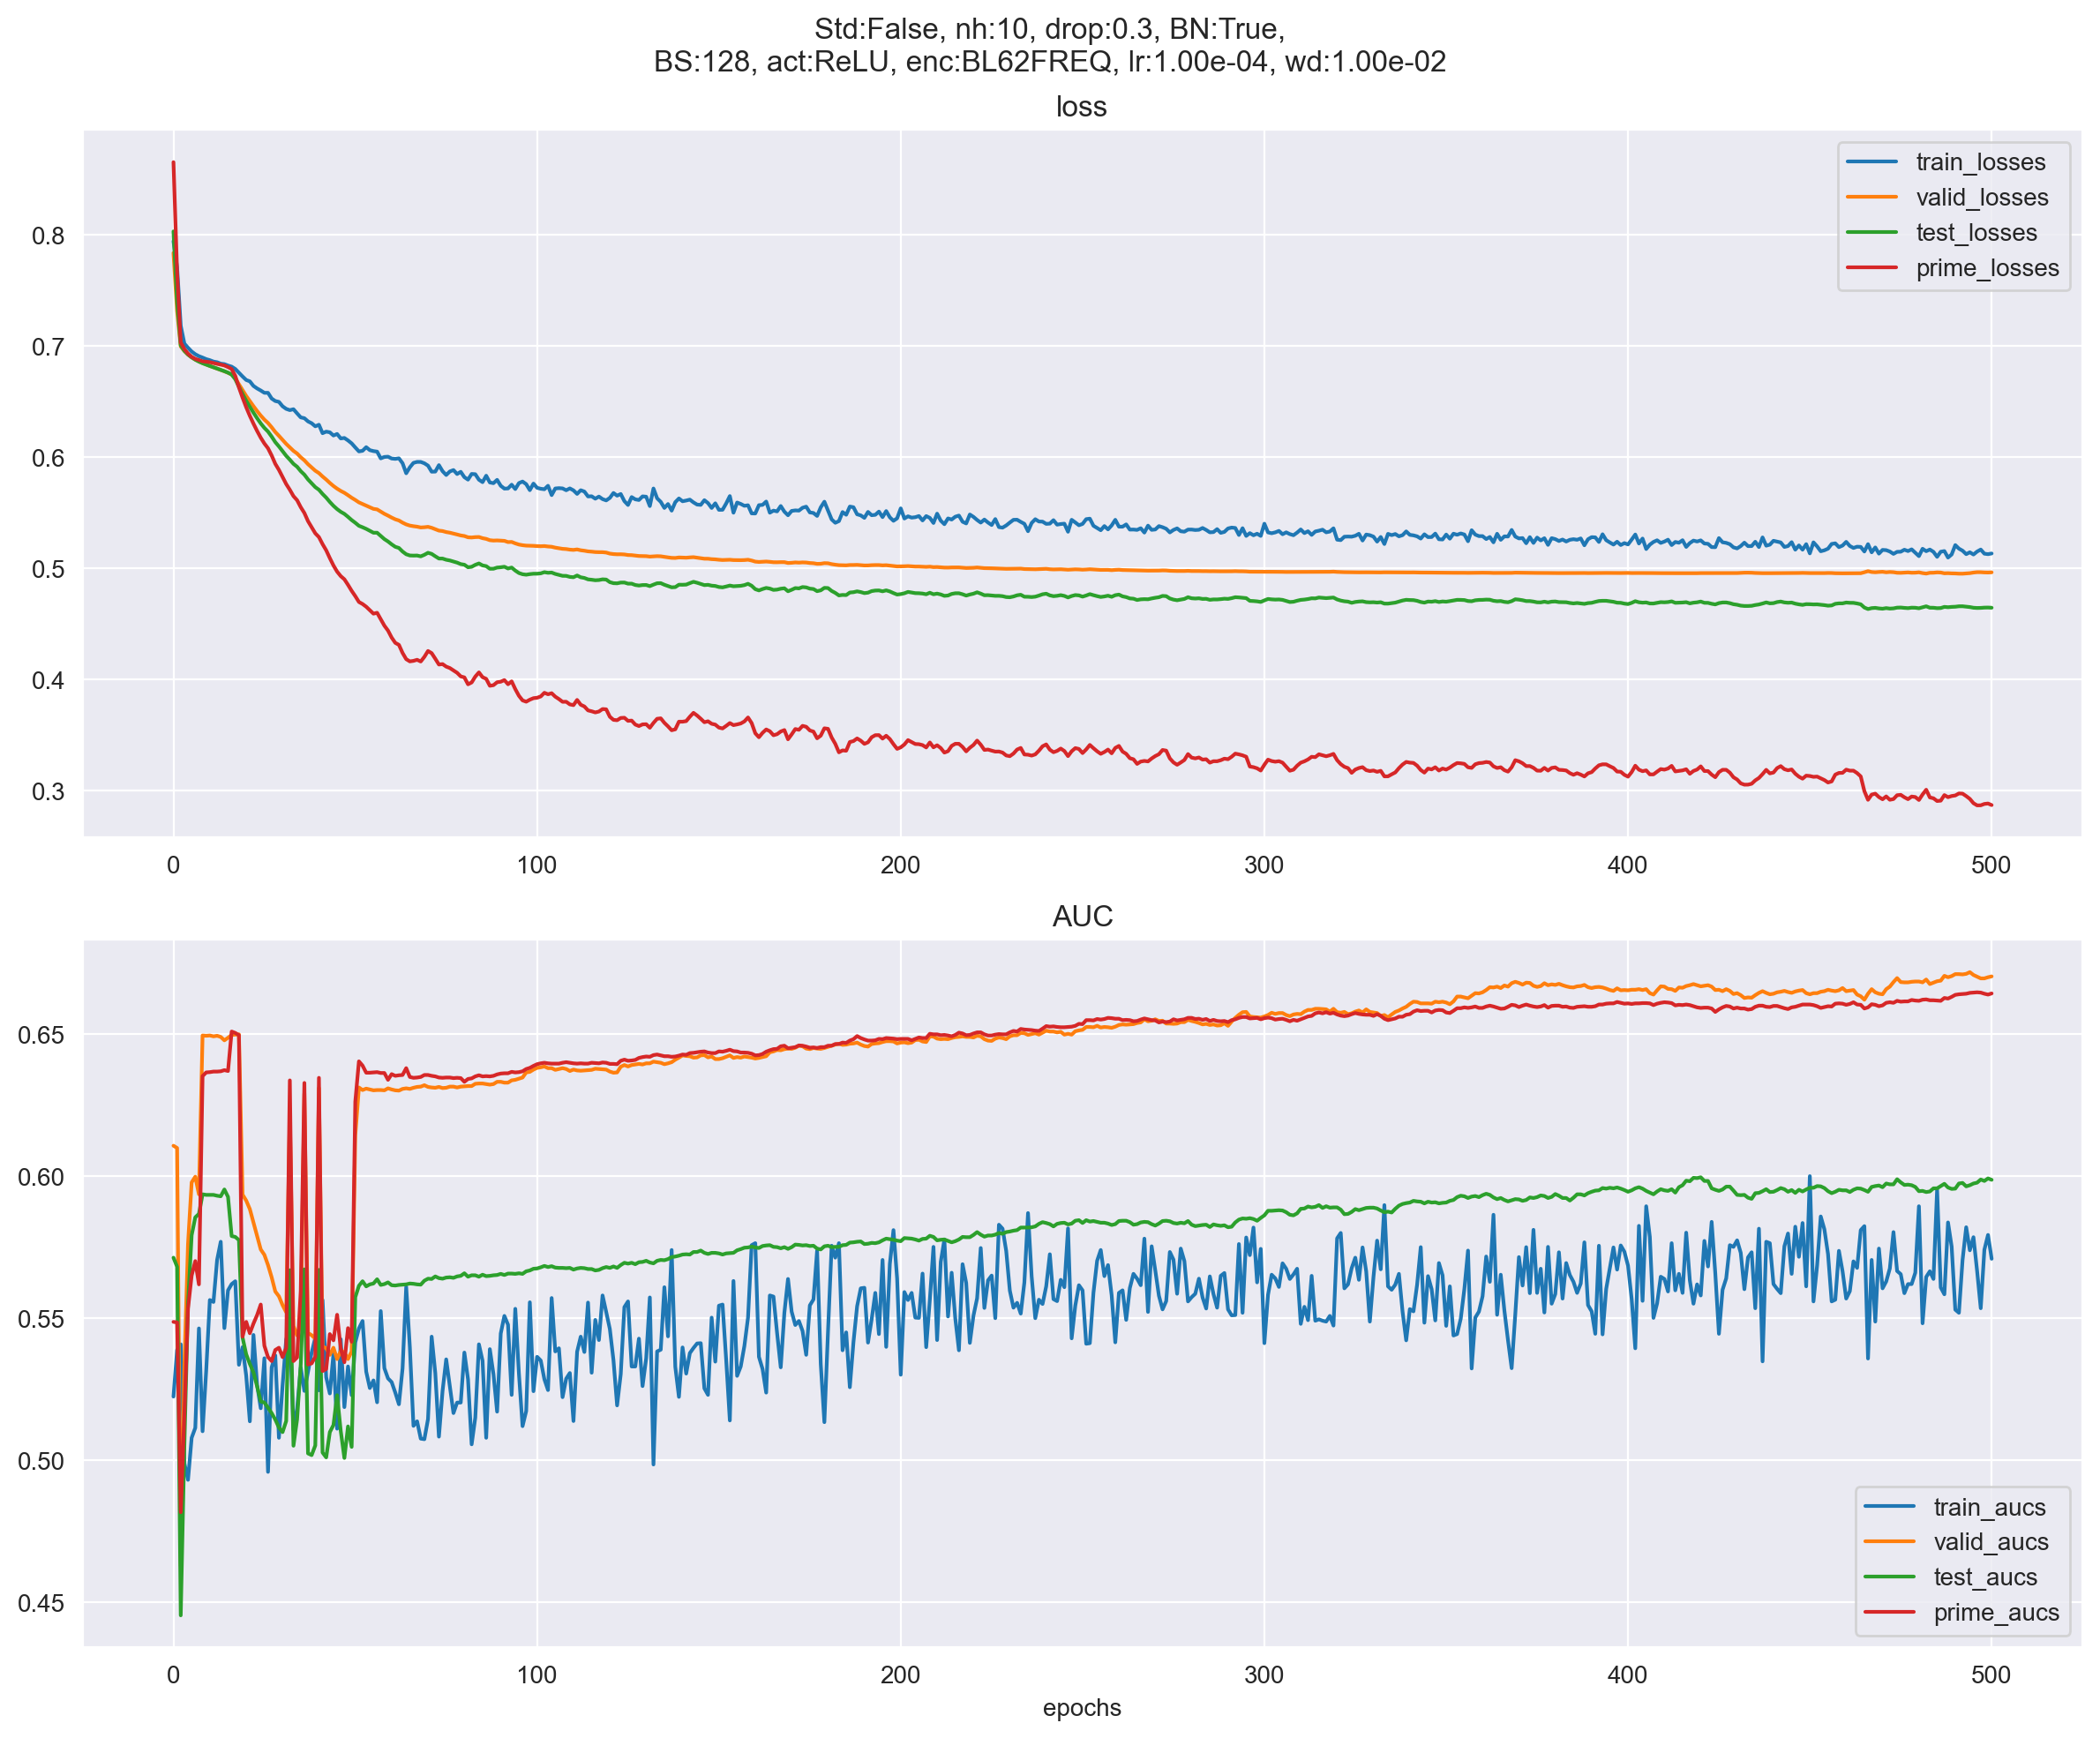 Std:False, nh:10, drop:0.3, BN:True,
BS:128, act:ReLU, enc:BL62FREQ, lr:1.00e-04, wd:1.00e-02
loss
train_losses
valid_losses
test_losses
prime_losses
0.8
0.7
0.6
0.5
0.4
0.3
0 100 200 300 400 500
AUC
0.65
0.60
0.55
0.50
0.45
train_aucs
valid_aucs
test_aucs
prime_aucs
0 100 200 300 400 500
epochs